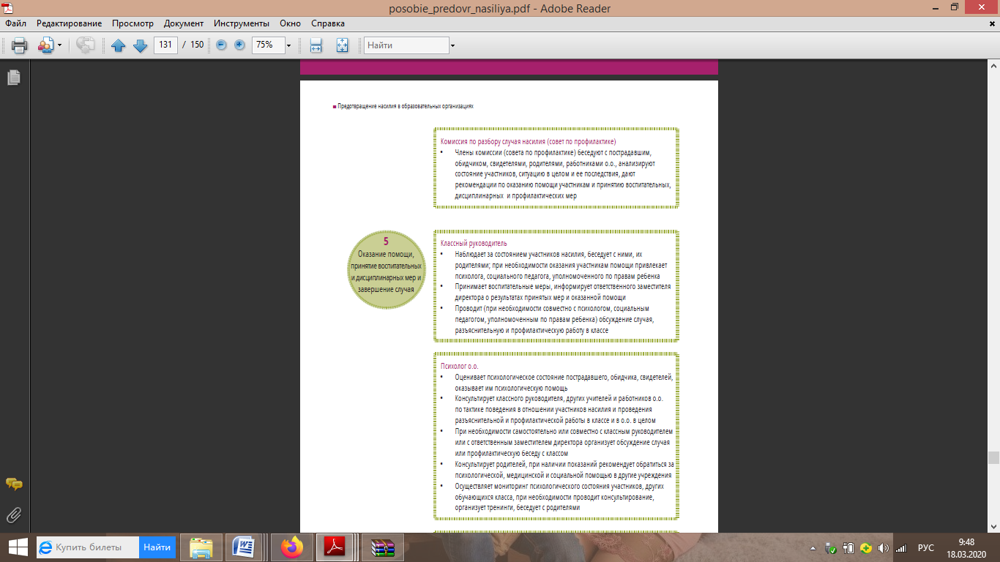 posobie_predovr_nasiliya.pdf - Adobe Reader
Файл Редактирование Просмотр Документ Инструменты Окно Справка
131 / 150 75% Найти
Предотвращение насилия в образовательных организациях
Комиссия по разбору случая насилия (совет по профилактике)
• Члены комиссии (совета по профилактике) беседуют с пострадавшим,
обидчиком, свидетелями, родителями, работниками о.о., анализируют
состояние участников, ситуацию в целом и ее последствия, дают
рекомендации по оказанию помощи участникам и принятию воспитательных,
дисциплинарных и профилактических мер
5
Оказание помощи,
принятие воспитательных
и дисциплинарных мер и
завершение случая
Классный руководитель
• Наблюдает за состоянием участников насилия, беседует с ними, их
родителями; при необходимости оказания участникам помощи привлекает
психолога, социального педагога, уполномоченного по правам ребенка
• Принимает воспитательные меры, информирует ответственного заместителя
директора о результатах принятых мер и оказанной помощи
• Проводит (при необходимости совместно с психологом, социальным
педагогом, уполномоченным по правам ребенка) обсуждение случая,
разъяснительную и профилактическую работу в классе
Психолог о.о.
• Оценивает психологическое состояние пострадавшего, обидчика, свидетелей,
оказывает им психологическую помощь
• Консультирует классного руководителя, других учителей и работников о.о.
по тактике поведения в отношении участников насилия и проведения
разъяснительной и профилактической работы в классе и в о.о. в целом
• При необходимости самостоятельно или совместно с классным руководителем
или с ответственным заместителем директора организует обсуждение случая
или профилактическую беседу с классом
• Консультирует родителей, при наличии показаний рекомендует обратиться за
психологической, медицинской и социальной помощью в другие учреждения
• Осуществляет мониторинг психологического состояния участников, других
обучающихся класса, при необходимости проводит консультирование,
организует тренинги, беседует с родителями
Купить билеты Найти
РУС
9:48
18.03.2020